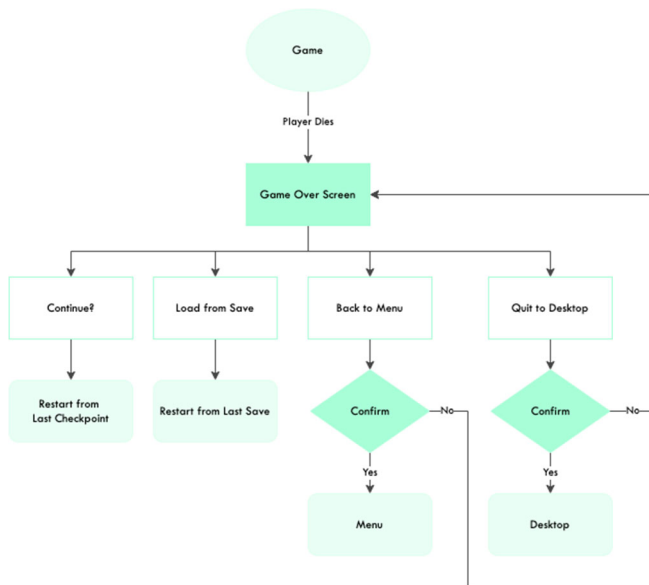 Game
Player Dies
Game Over Screen
Continue?
Load from Save
Back to Menu
Quit to Desktop
Restart from
Last Checkpoint
Restart from Last Save
Confirm
No
Confirm
No
Yes
Yes
Menu
Desktop